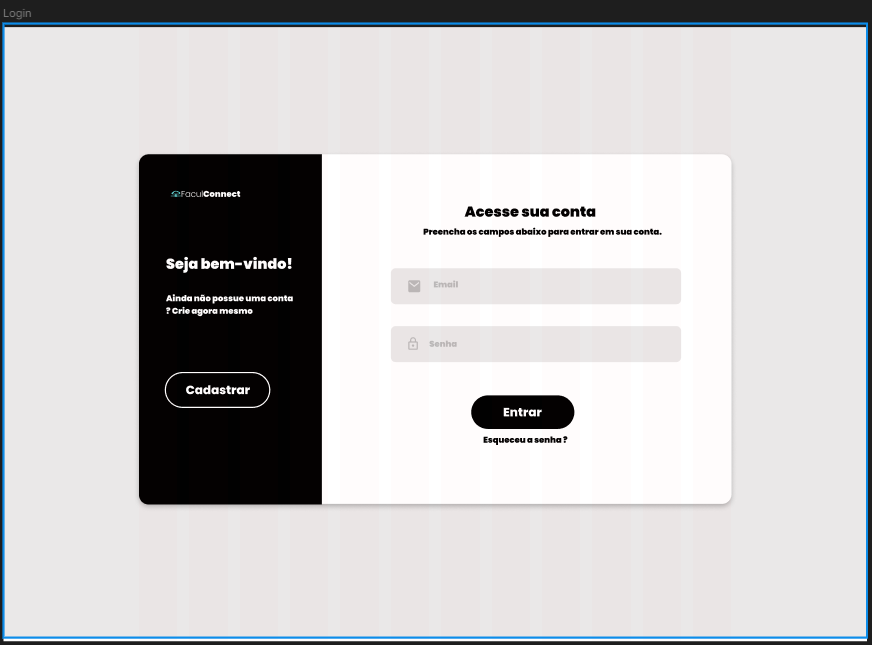 Login
FaculConnect
Seja bem-vindo!
Ainda não possue uma conta
? Crie agora mesmo
Cadastrar
Acesse sua conta
Preencha os campos abaixo para entrar em sua conta.
Email
Senha
Entrar
Esqueceu a senha ?